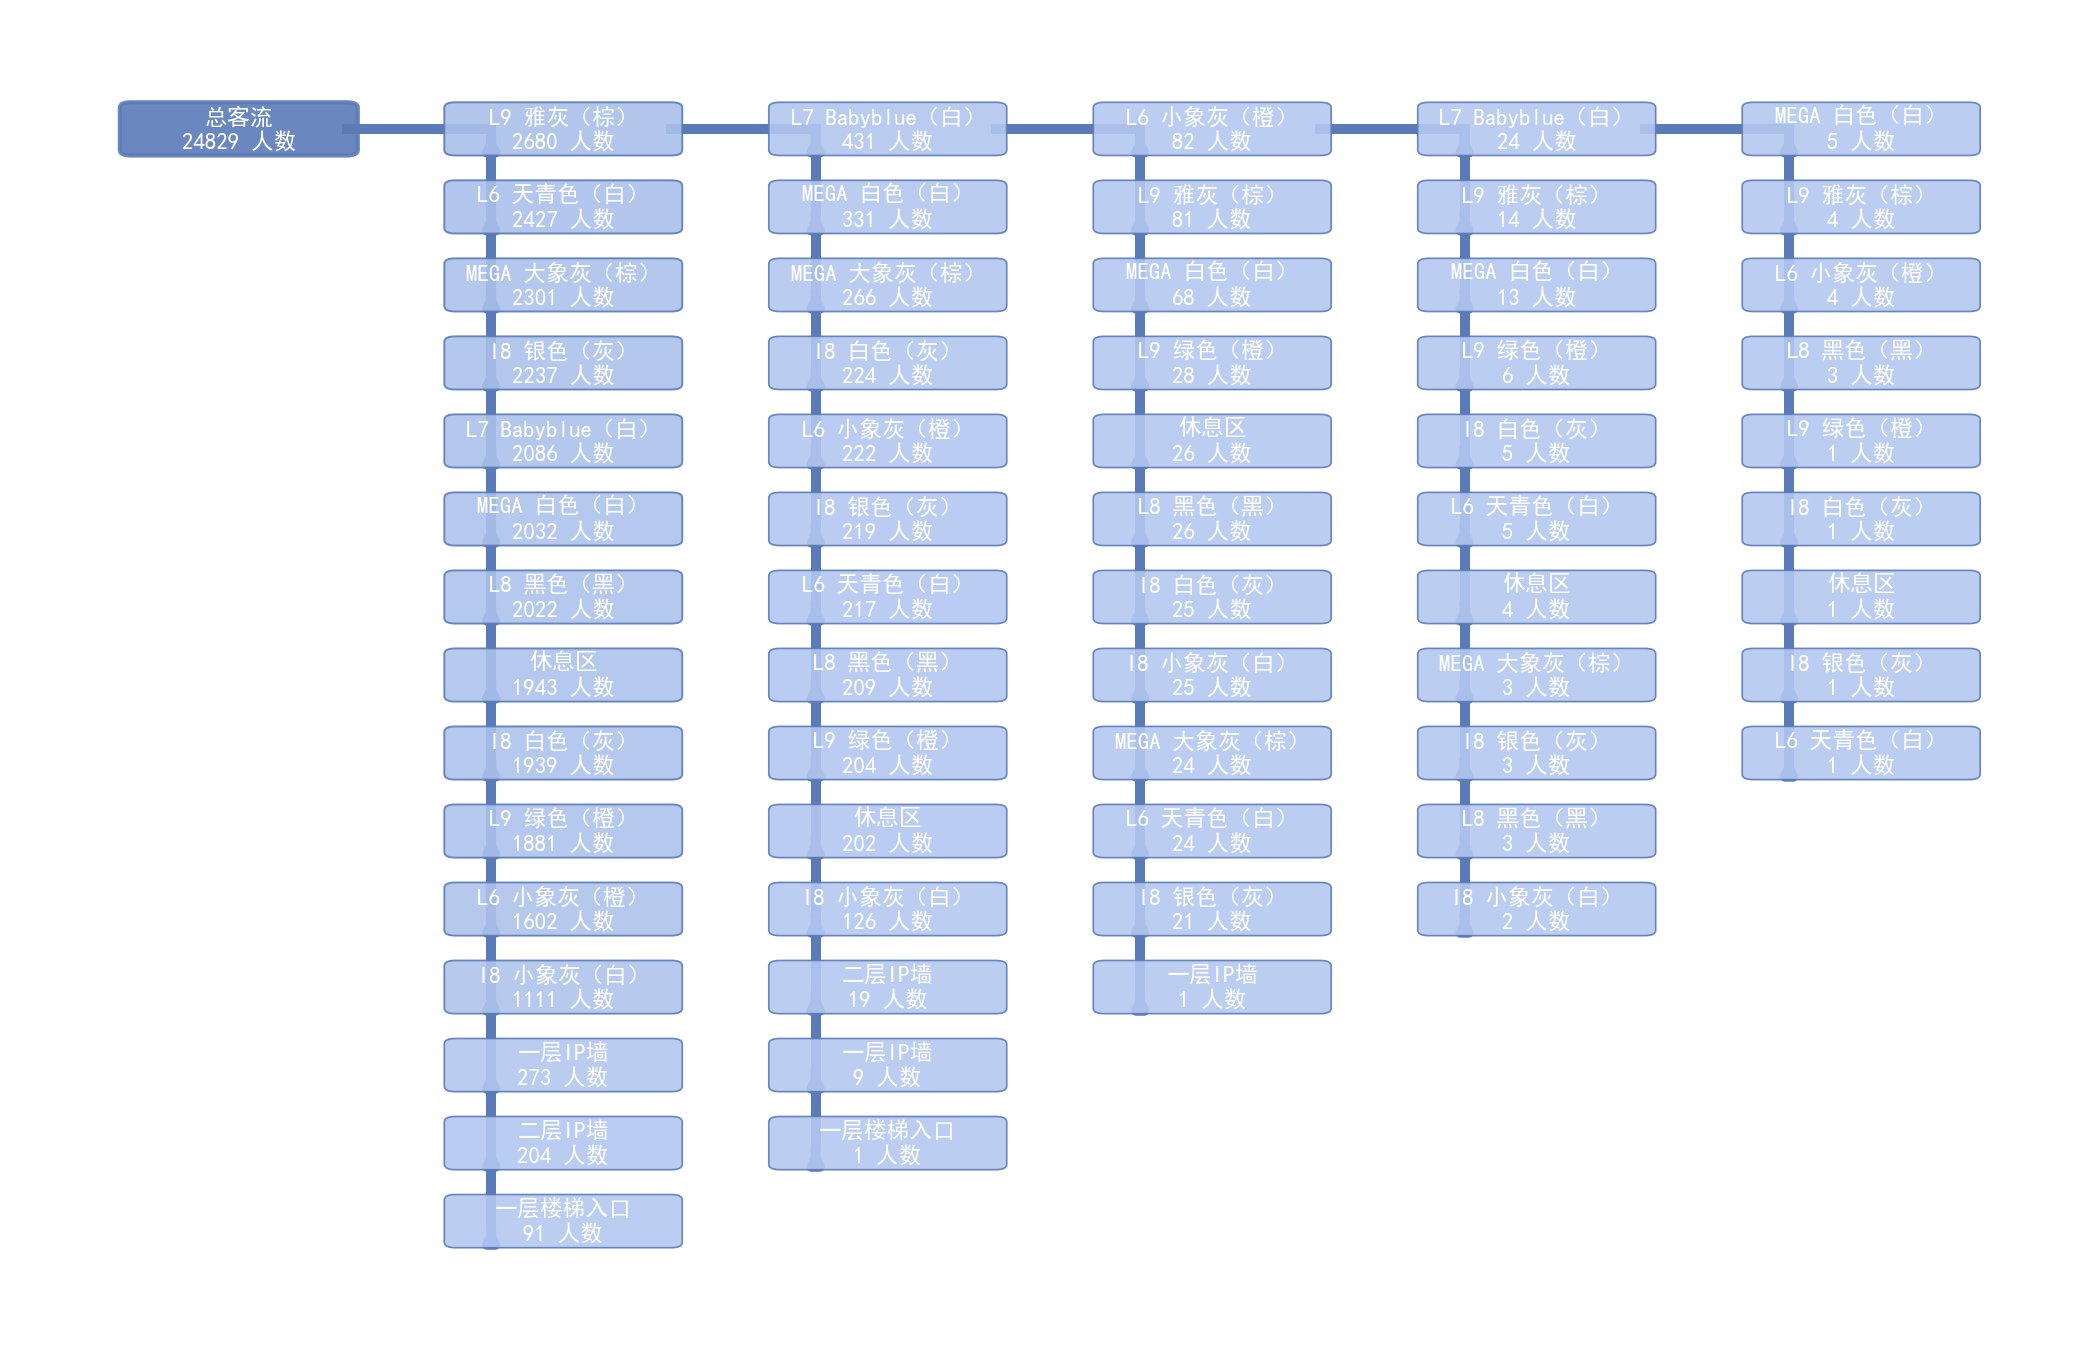 总客流
24829 人数
L9 雅灰（棕）
2680 人数
L6 天青色（白）
2427 人数
MEGA 大象灰（棕）
2301 人数
I8 银色（灰）
2237 人数
L7 Babyblue（白）
2086 人数
MEGA 白色（白）
2032 人数
L8 黑色（黑）
2022 人数
休息区
1943 人数
I8 白色（灰）
1939 人数
L9 绿色（橙）
1881 人数
L6 小象灰（橙）
1602 人数
I8 小象灰（白）
1111 人数
一层IP墙
273 人数
二层IP墙
204 人数
一层楼梯入口
91 人数
L7 Babyblue（白）
431 人数
MEGA 白色（白）
331 人数
MEGA 大象灰（棕）
266 人数
I8 白色（灰）
224 人数
L6 小象灰（橙）
222 人数
I8 银色（灰）
219 人数
L6 天青色（白）
217 人数
L8 黑色（黑）
209 人数
L9 绿色（橙）
204 人数
休息区
202 人数
I8 小象灰（白）
126 人数
二层IP墙
19 人数
一层IP墙
9 人数
一层楼梯入口
1 人数
L6 小象灰（橙）
82 人数
L9 雅灰（棕）
81 人数
MEGA 白色（白）
68 人数
L9 绿色（橙）
28 人数
休息区
26 人数
L8 黑色（黑）
26 人数
I8 白色（灰）
25 人数
I8 小象灰（白）
25 人数
MEGA 大象灰（棕）
24 人数
L6 天青色（白）
24 人数
I8 银色（灰）
21 人数
一层IP墙
1 人数
L7 Babyblue（白）
24 人数
L9 雅灰（棕）
14 人数
MEGA 白色（白）
13 人数
L9 绿色（橙）
6 人数
I8 白色（灰）
5 人数
L6 天青色（白）
5 人数
休息区
4 人数
MEGA 大象灰（棕）
3 人数
I8 银色（灰）
3 人数
L8 黑色（黑）
3 人数
I8 小象灰（白）
2 人数
MEGA 白色（白）
5 人数
L9 雅灰（棕）
4 人数
L6 小象灰（橙）
4 人数
L8 黑色（黑）
3 人数
L9 绿色（橙）
1 人数
I8 白色（灰）
1 人数
休息区
1 人数
I8 银色（灰）
1 人数
L6 天青色（白）
1 人数